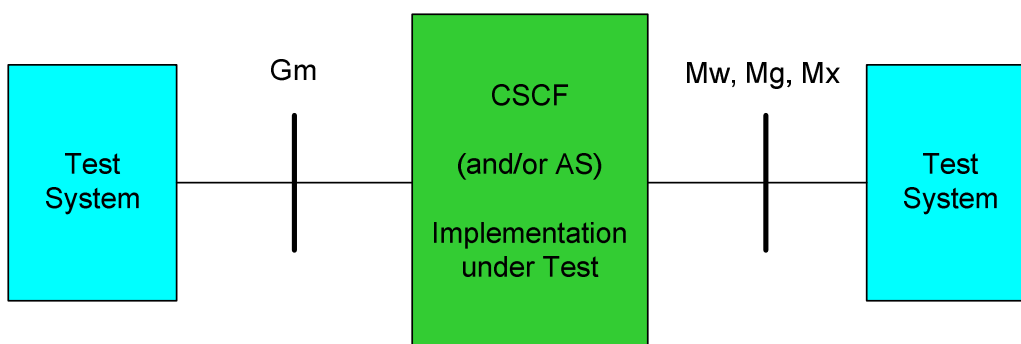 Gm
Mw, Mg, Mx
Test
System
CSCF
(and/or AS)
Implementation
under Test
Test
System